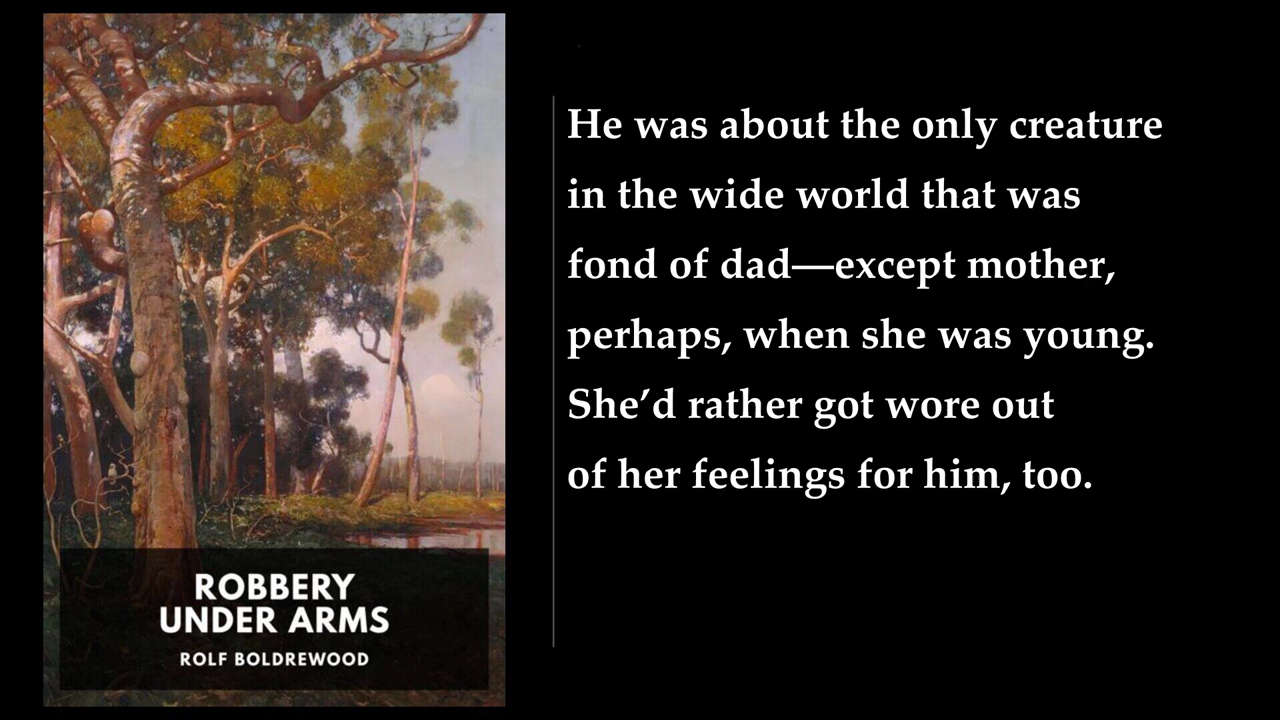 He was about the only creature
in the wide world that was
fond of dad—except mother,
perhaps, when she was young.
She’d rather got wore out
of her feelings for him, too.
ROBBERY
UNDER ARMS
ROLF BOLDREWOOD